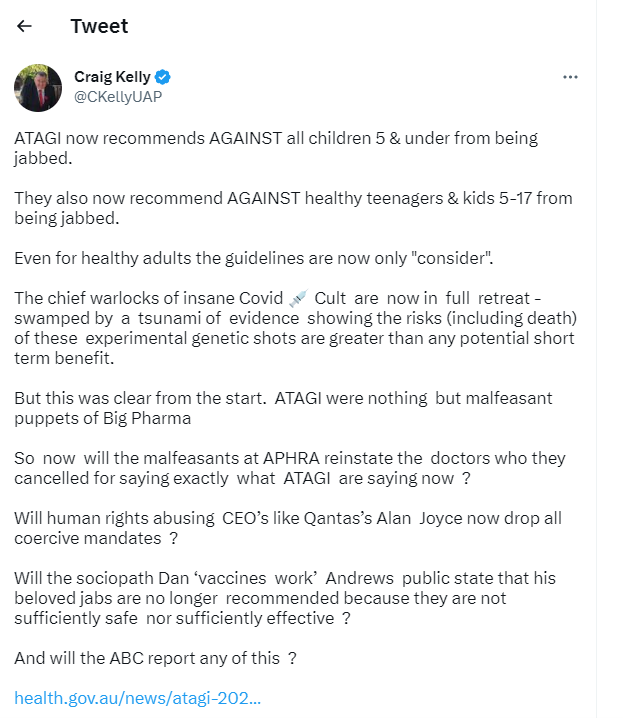 Tweet
Craig Kelly
@CKellyUAP
ATAGI now recommends AGAINST all children 5 & under from being
jabbed.
They also now recommend AGAINST healthy teenagers & kids 5-17 from
being jabbed.
Even for healthy adults the guidelines are now only "consider".
The chief warlocks of insane Covid 💉 Cult are now in full retreat -
swamped by a tsunami of evidence showing the risks (including death)
of these experimental genetic shots are greater than any potential short
term benefit.
But this was clear from the start. ATAGI were nothing but malfeasant
puppets of Big Pharma
So now will the malfeasants at APHRA reinstate the doctors who they
cancelled for saying exactly what ATAGI are saying now ?
Will human rights abusing CEO’s like Qantas’s Alan Joyce now drop all
coercive mandates ?
Will the sociopath Dan ‘vaccines work’ Andrews public state that his
beloved jabs are no longer recommended because they are not
sufficiently safe nor sufficiently effective ?
And will the ABC report any of this ?
health.gov.au/news/atagi-202...